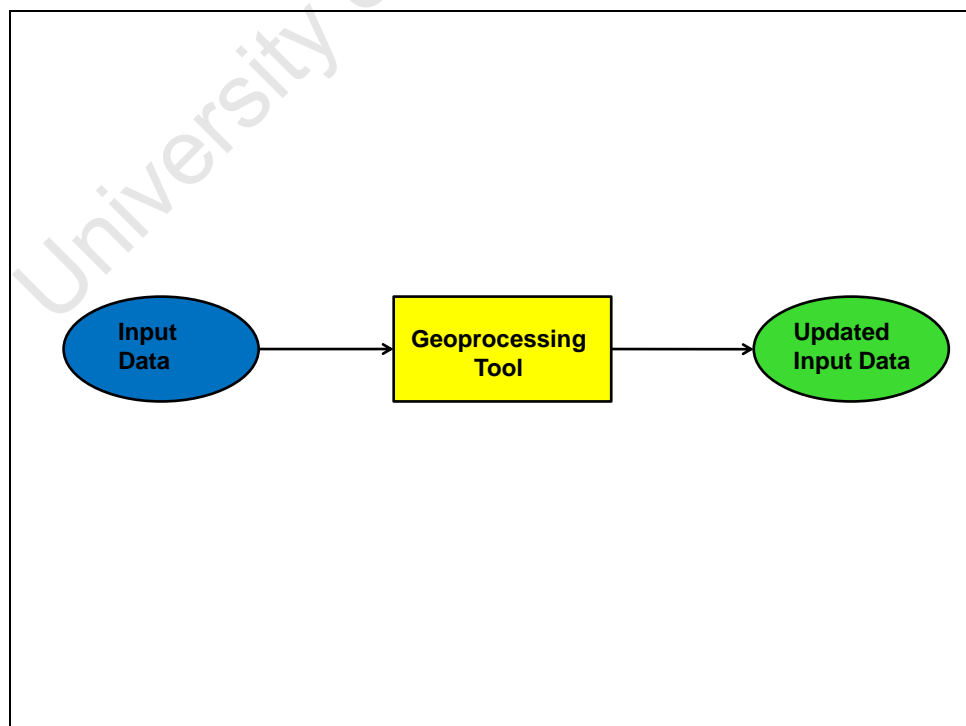 University
Input
Data
Geoprocessing
Tool
Updated
Input Data